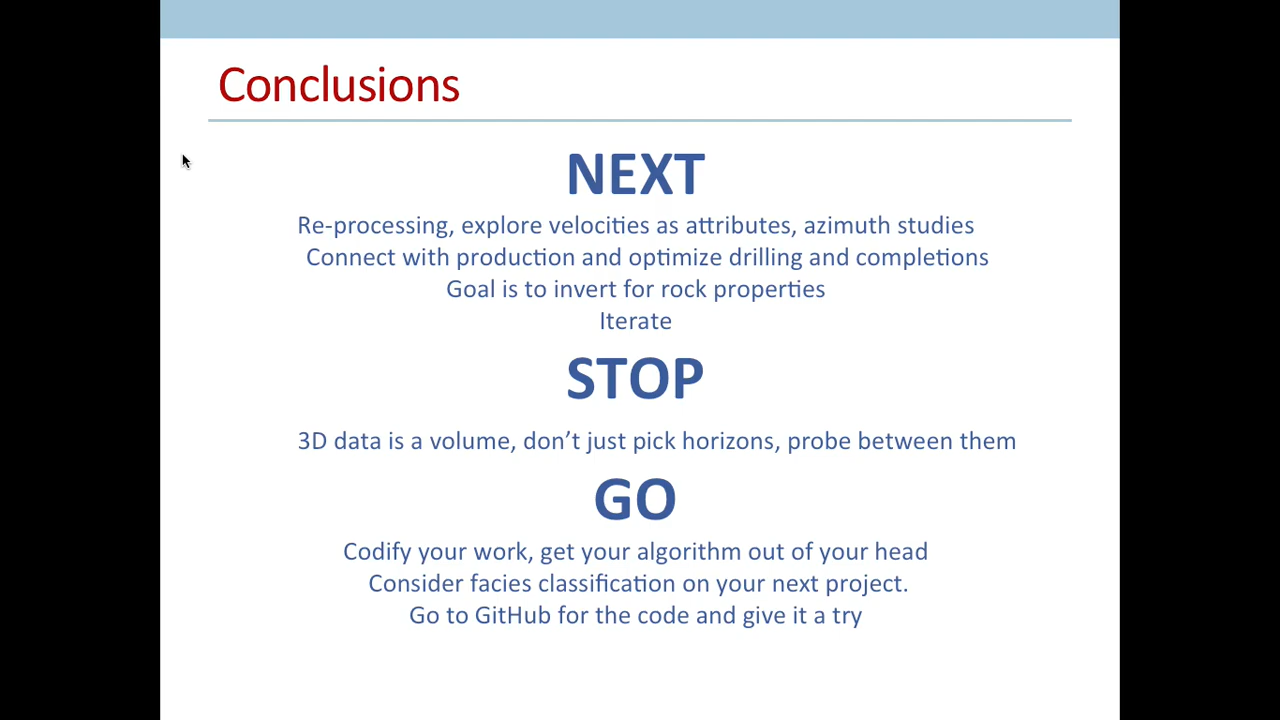 Conclusions
NEXT
Re-processing, explore velocities as attributes, azimuth studies
Connect with production and optimize drilling and completions
Goal is to invert for rock properties
Iterate
STOP
3D data is a volume, don’t just pick horizons, probe between them
GO
Codify your work, get your algorithm out of your head
Consider facies classification on your next project.
Go to GitHub for the code and give it a try